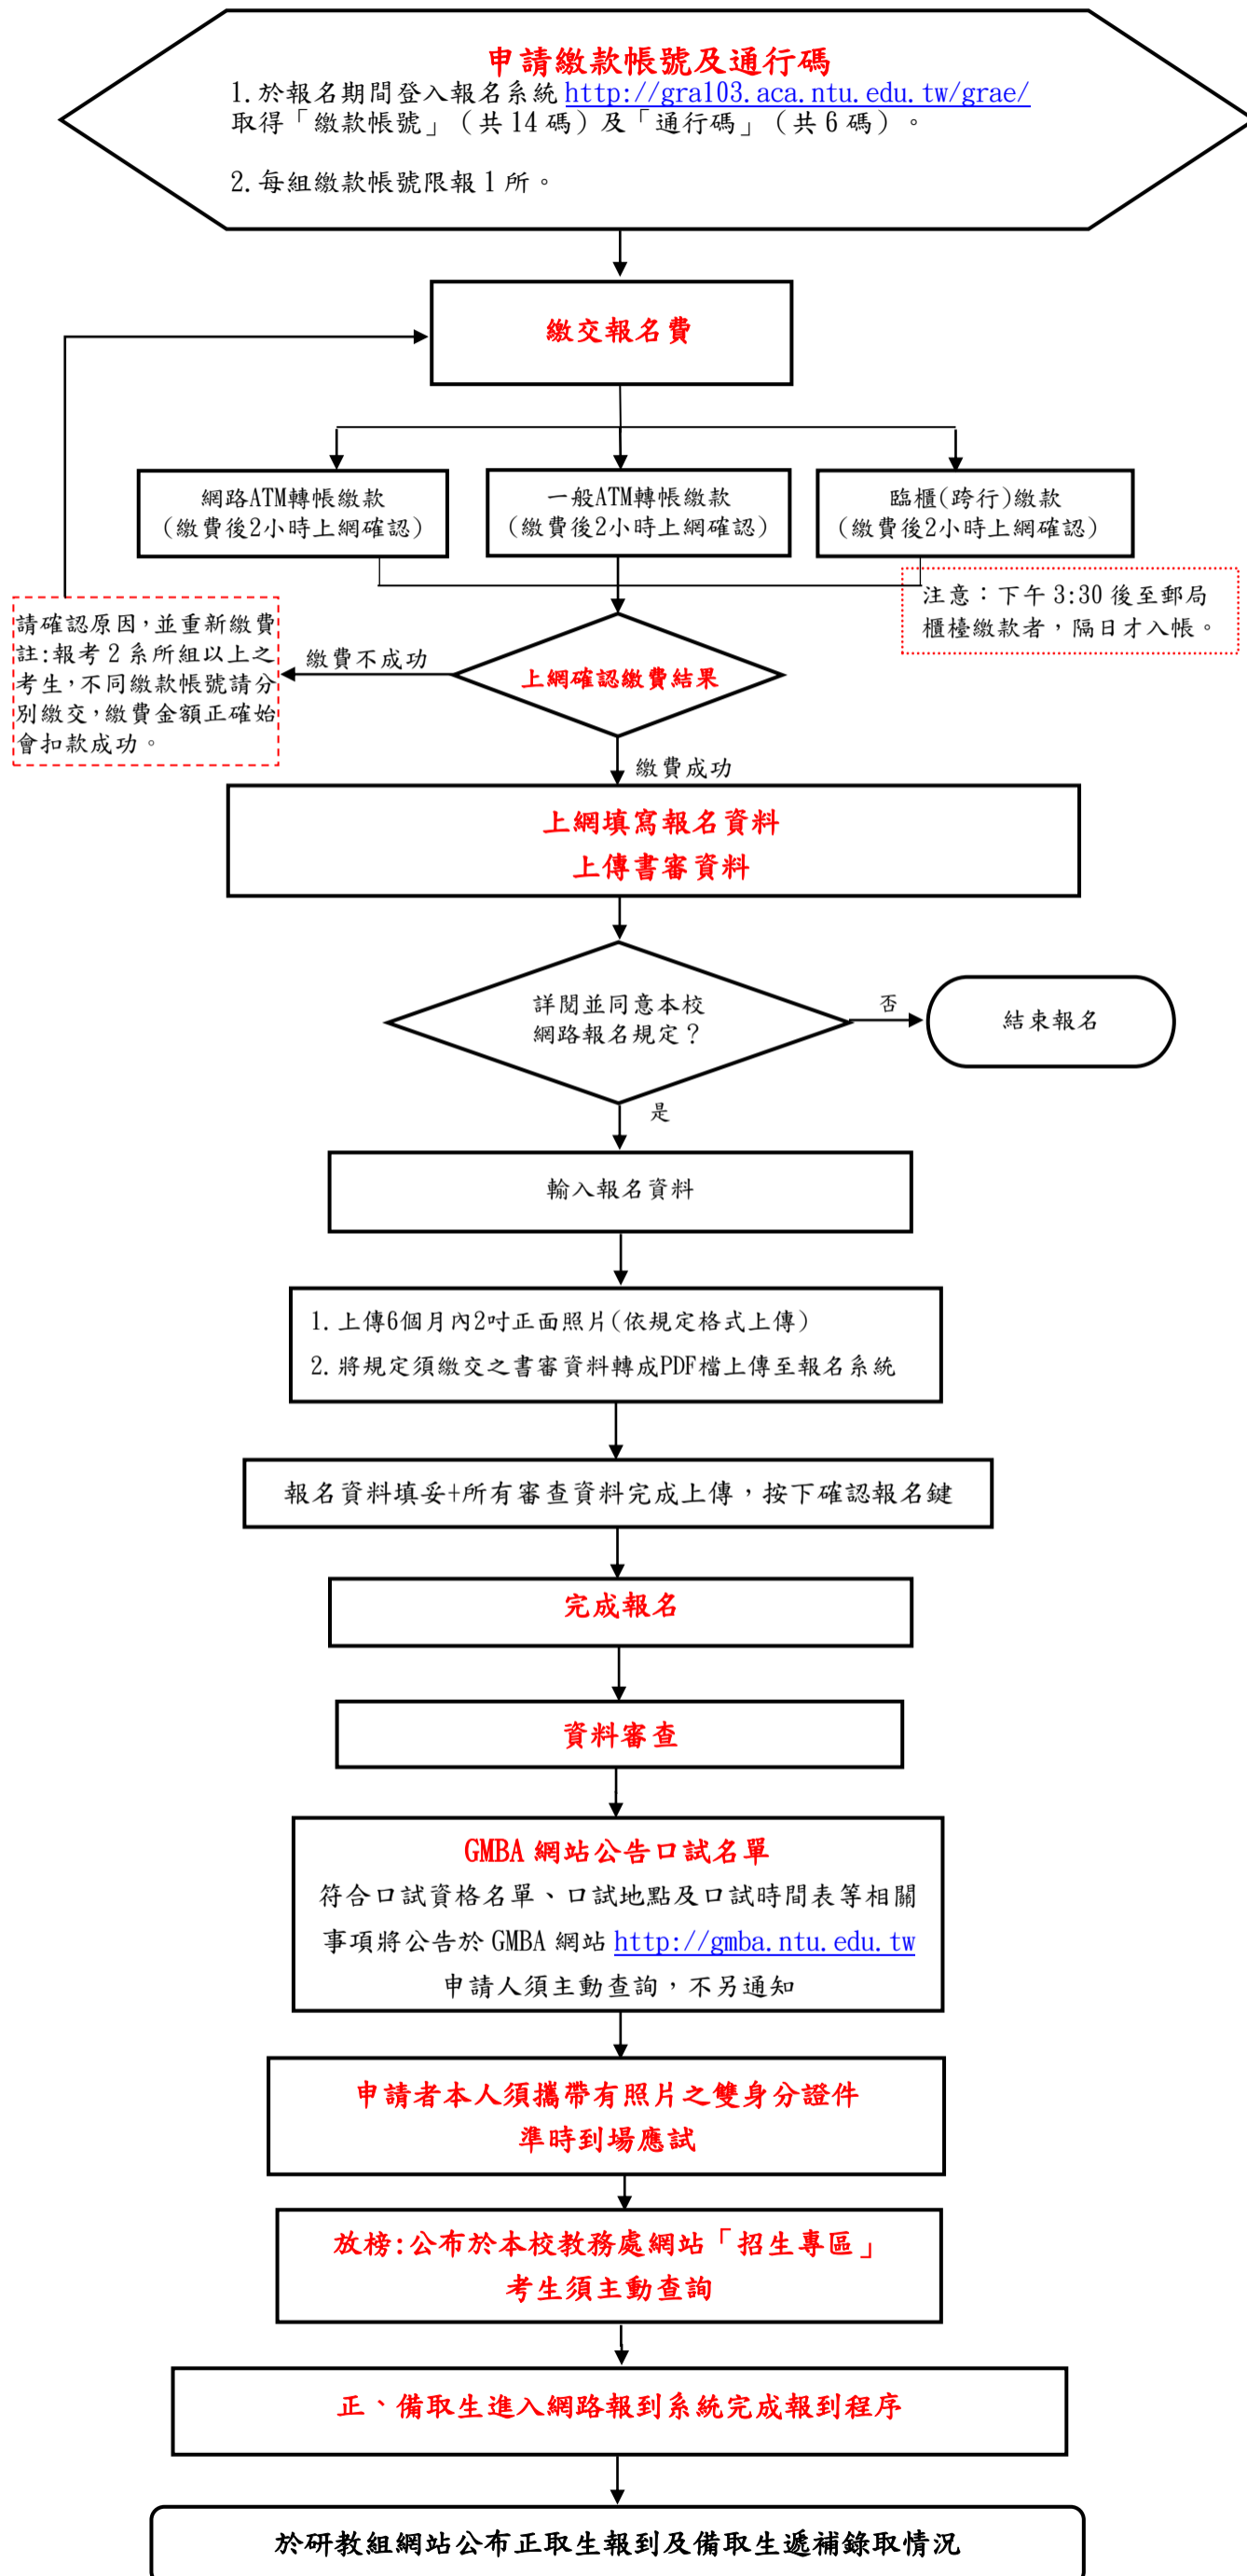 申請繳款帳號及通行碼
1.於報名期間登入報名系統 http://gra103.aca.ntu.edu.tw/grae/
取得「繳款帳號」（共 14 碼）及「通行碼」（共 6 碼）。
2.每組繳款帳號限報 1 所。
繳交報名費
網路ATM轉帳繳款
(繳費後2小時上網確認)
一般ATM轉帳繳款
(繳費後2小時上網確認)
臨櫃(跨行)繳款
(繳費後2小時上網確認)
注意：下午 3:30 後至郵局
櫃檯繳款者，隔日才入帳。
請確認原因，並重新繳費
註:報考 2 系所組以上之
考生，不同繳款帳號請分
別繳交，繳費金額正確始
會扣款成功。
繳費不成功
上網確認繳費結果
繳費成功
上網填寫報名資料
上傳書審資料
詳閱並同意本校
網路報名規定？
否
結束報名
是
輸入報名資料
1.上傳6個月內2吋正面照片(依規定格式上傳)
2.將規定須繳交之書審資料轉成PDF檔上傳至報名系統
報名資料填妥+所有審查資料完成上傳，按下確認報名鍵
完成報名
資料審查
GMBA 網站公告口試名單
符合口試資格名單、口試地點及口試時間表等相關
事項將公告於 GMBA 網站 http://gmba.ntu.edu.tw
申請人須主動查詢，不另通知
申請者本人須攜帶有照片之雙身分證件
準時到場應試
放榜:公布於本校教務處網站「招生專區」
考生須主動查詢
正、備取生進入網路報到系統完成報到程序
於研教組網站公布正取生報到及備取生遞補錄取情況